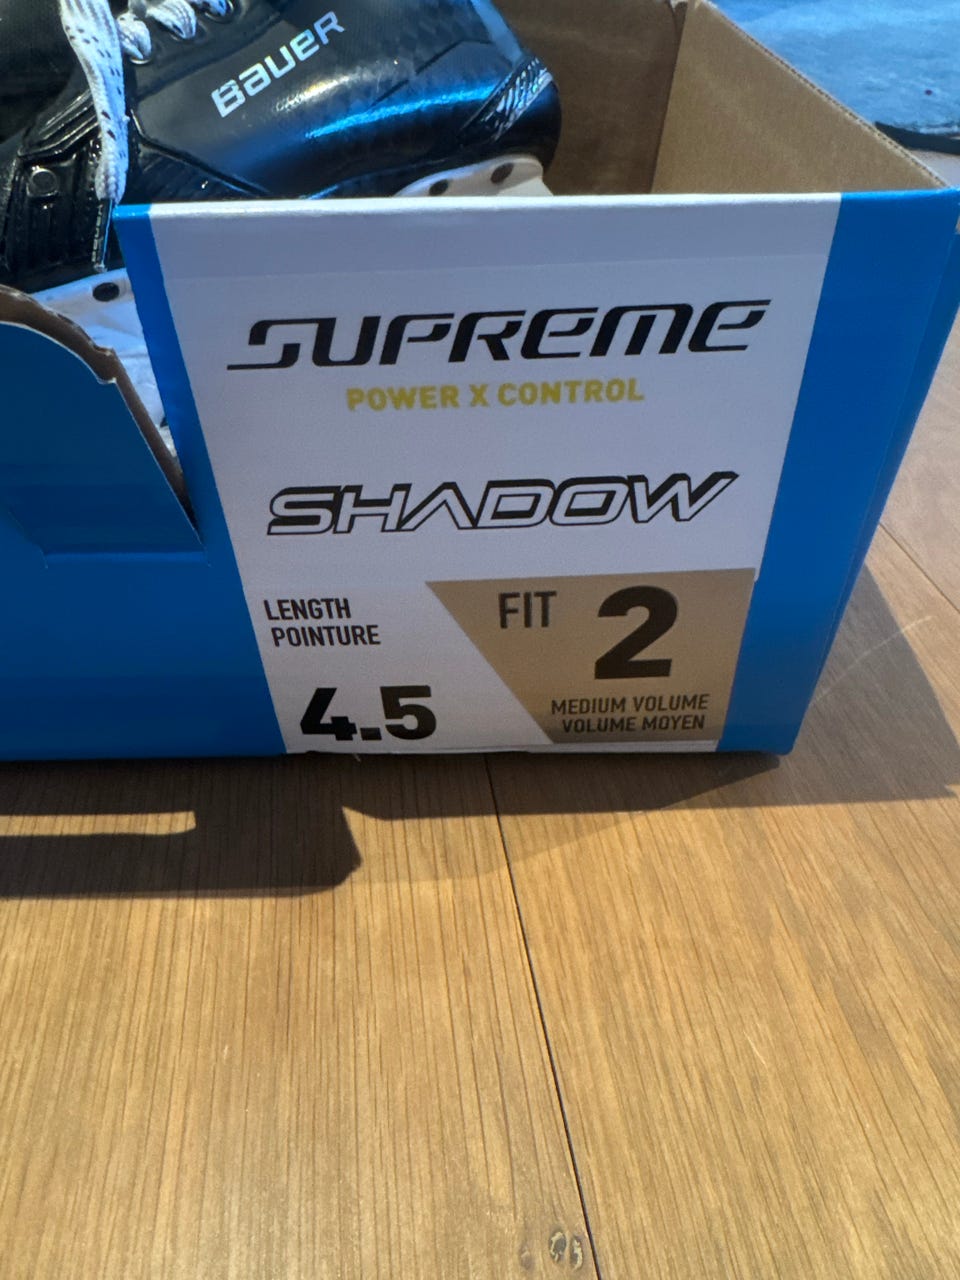 BAUER
SUPREME
POWER X CONTROL
SHADOW
LENGTH
POINTURE
4.5
FIT 2
MEDIUM VOLUME
VOLUME MOYEN